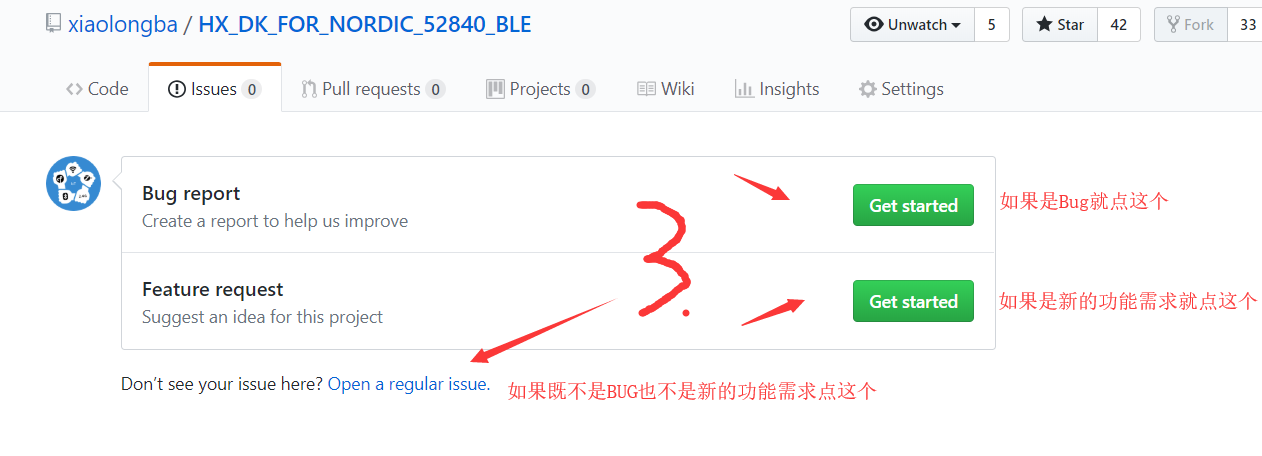 xiaolongba / HX_DK_FOR_NORDIC_52840_BLE
Unwatch 5 Star 42 Fork 33
Code Issues 0 Pull requests 0 Projects 0 Wiki Insights Settings
Bug report
Create a report to help us improve
Get started 如果是Bug就点这个
3.
Feature request
Suggest an idea for this project
Get started 如果是新的功能需求就点这个
Don't see your issue here? Open a regular issue. 如果既不是BUG也不是新的功能需求点这个